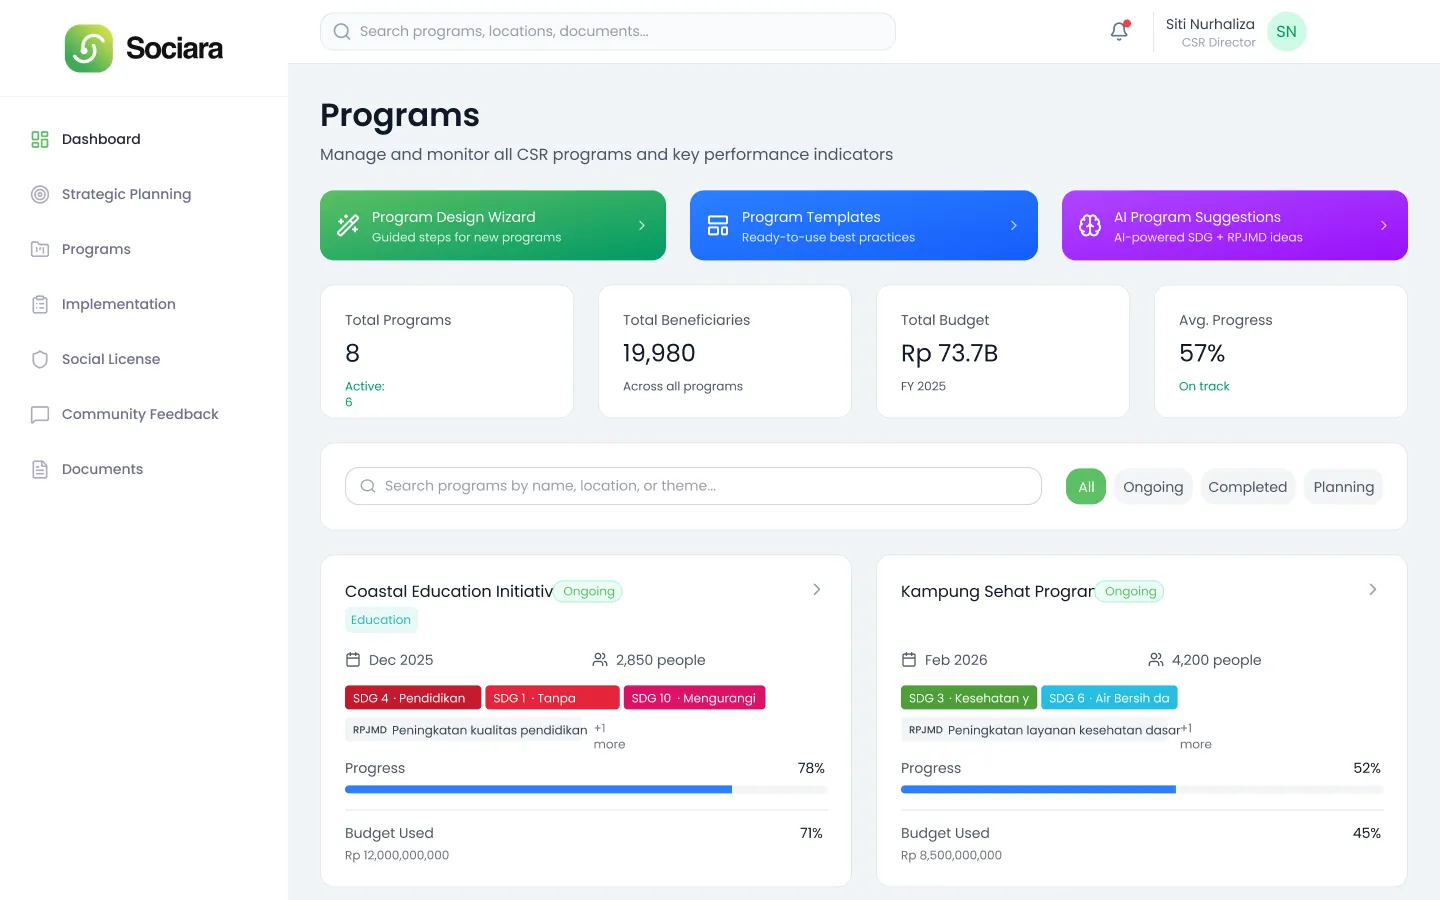 Sociara
Search programs, locations, documents...
Siti Nurhaliza
CSR Director
SN
Dashboard
Strategic Planning
Programs
Implementation
Social License
Community Feedback
Documents
Programs
Manage and monitor all CSR programs and key performance indicators
Program Design Wizard
Guided steps for new programs
Program Templates
Ready-to-use best practices
AI Program Suggestions
AI-powered SDG + RPJMD ideas
Total Programs
8
Active:
6
Total Beneficiaries
19,980
Across all programs
Total Budget
Rp 73.7B
FY 2025
Avg. Progress
57%
On track
Search programs by name, location, or theme...
All
Ongoing
Completed
Planning
Coastal Education Initiativ
Ongoing
Education
Dec 2025
2,850 people
SDG 4 · Pendidikan
SDG 1 · Tanpa
SDG 10 · Mengurangi
RPJMD Peningkatan kualitas pendidikan
+1
more
Progress
78%
Budget Used
71%
Rp 12,000,000,000
Kampung Sehat Program
Ongoing
Feb 2026
4,200 people
SDG 3 · Kesehatan y
SDG 6 · Air Bersih da
RPJMD Peningkatan layanan kesehatan dasar
+1
more
Progress
52%
Budget Used
45%
Rp 8,500,000,000